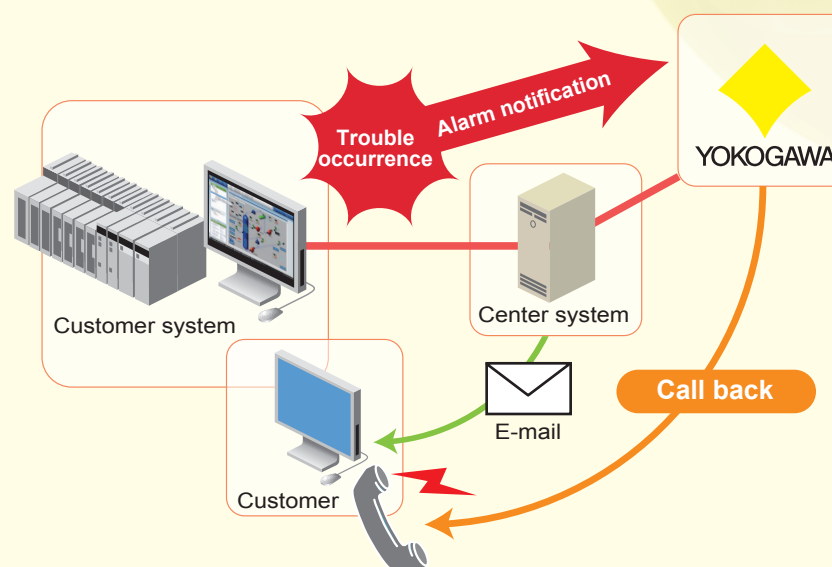 Trouble
occurrence
Alarm notification
YOKOGAWA
Customer system
Center system
Call back
E-mail
Customer